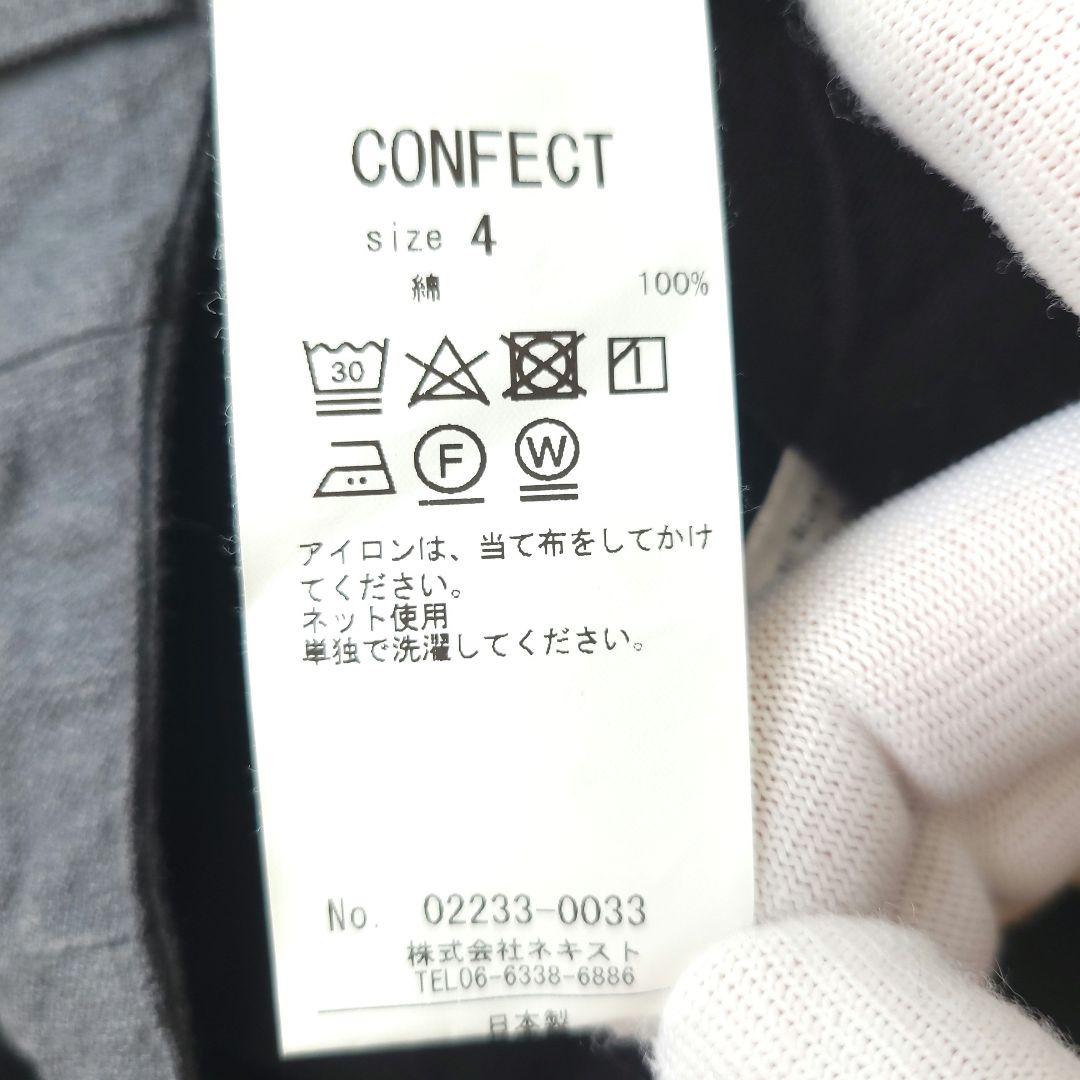 CONFECT
size 4
綿 100%
30
F W
アイロンは、当て布をしてかけ
てください。
ネット使用
単独で洗濯してください。
No. 02233-0033
株式会社ネキスト
TEL06-6338-6886
日本製